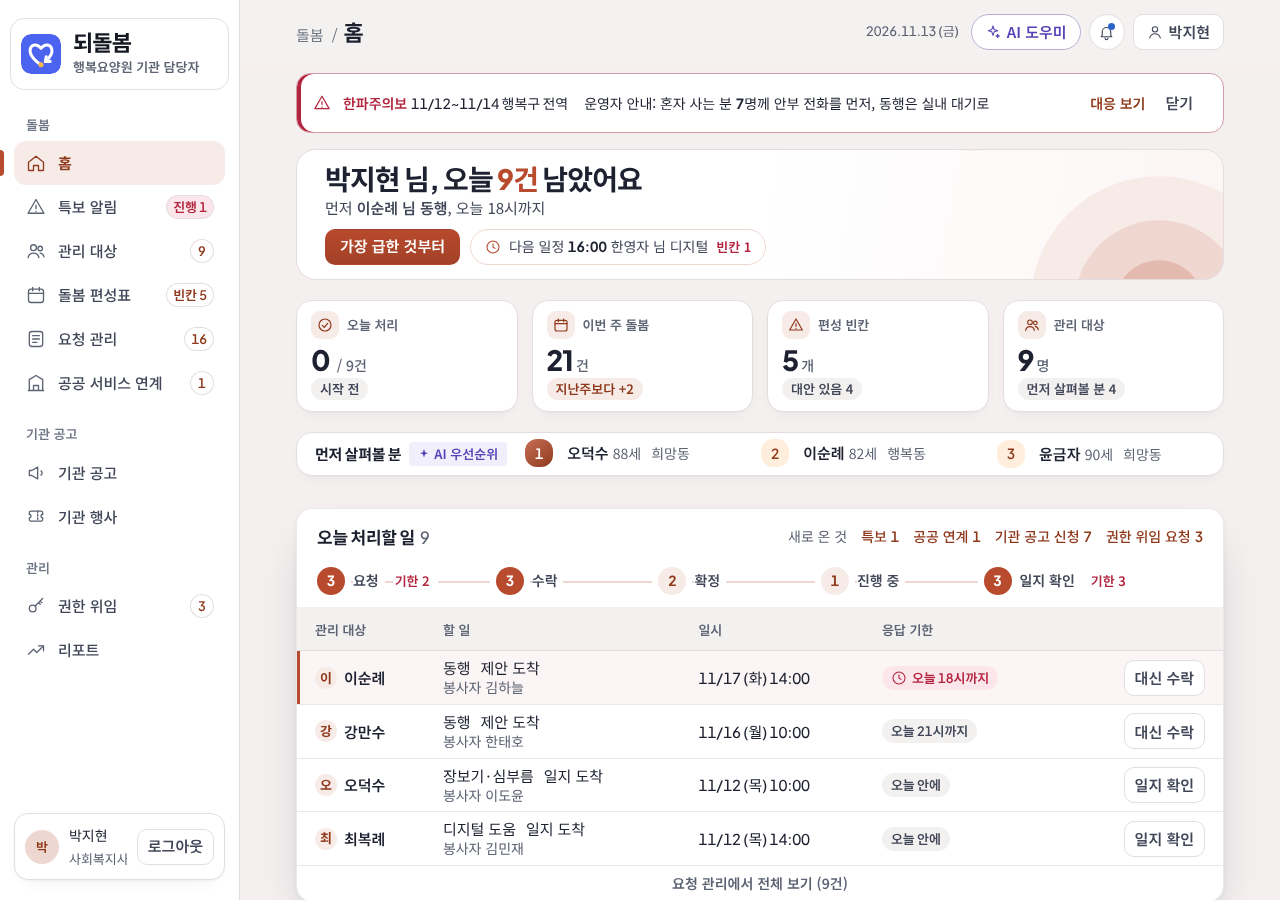 되돌봄
행복요양원 기관 담당자
돌봄
홈
특보 알림 진행 1
관리 대상 9
돌봄 편성표 빈칸 5
요청 관리 16
공공 서비스 연계 1
기관 공고
기관 공고
기관 행사
관리
권한 위임 3
리포트
박 박지현
사회복지사
로그아웃
돌봄 / 홈
2026.11.13 (금) AI 도우미 박지현
한파주의보 11/12~11/14 행복구 전역 운영자 안내: 혼자 사는 분 7명께 안부 전화를 먼저, 동행은 실내 대기로 대응 보기 닫기
박지현 님, 오늘 9건 남았어요
먼저 이순례 님 동행, 오늘 18시까지
가장 급한 것부터 다음 일정 16:00 한영자 님 디지털 빈칸 1
오늘 처리
0 / 9건
시작 전
이번 주 돌봄
21 건
지난주보다 +2
편성 빈칸
5 개
대안 있음 4
관리 대상
9 명
먼저 살펴볼 분 4
먼저 살펴볼 분 AI 우선순위 1 오덕수 88세 희망동 2 이순례 82세 행복동 3 윤금자 90세 희망동
오늘 처리할 일 9 새로 온 것 특보 1 공공 연계 1 기관 공고 신청 7 권한 위임 요청 3
3 요청 기한 2 3 수락 2 확정 1 진행 중 3 일지 확인 기한 3
관리 대상 할 일 일시 응답 기한
이 이순례 동행 제안 도착 11/17 (화) 14:00 오늘 18시까지 대신 수락
봉사자 김하늘
강 강만수 동행 제안 도착 11/16 (월) 10:00 오늘 21시까지 대신 수락
봉사자 한태호
오 오덕수 장보기·심부름 일지 도착 11/12 (목) 10:00 오늘 안에 일지 확인
봉사자 이도윤
최 최복례 디지털 도움 일지 도착 11/12 (목) 14:00 오늘 안에 일지 확인
봉사자 김민재
요청 관리에서 전체 보기 (9건)